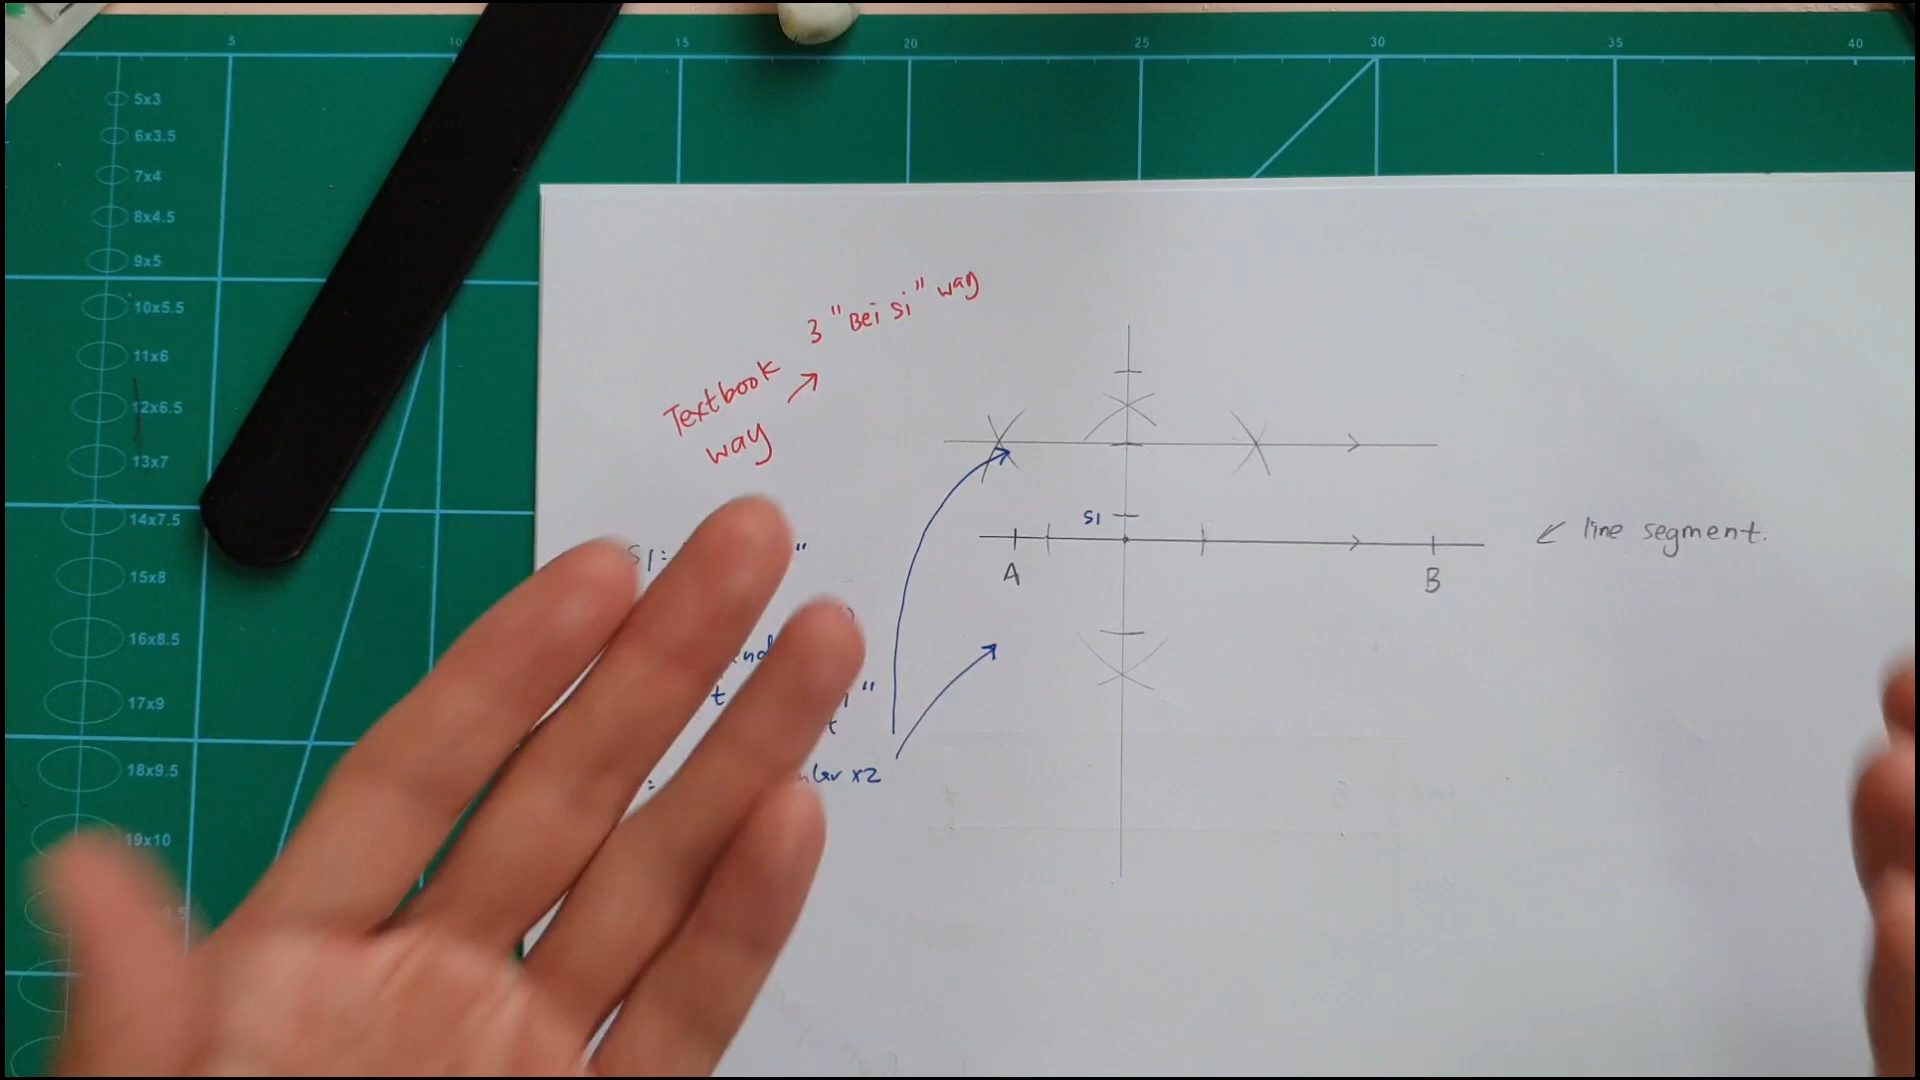 5 10 15 20 25 30 35 40
5x3
6x3.5
7x4
8x4.5
9x5
10x5.5
11x6
12x6.5
13x7
14x7.5
15x8
16x8.5
17x9
18x9.5
19x10
3 "Bei si" way
Textbook
way
S1
S1:
line segment.
A
B
x2